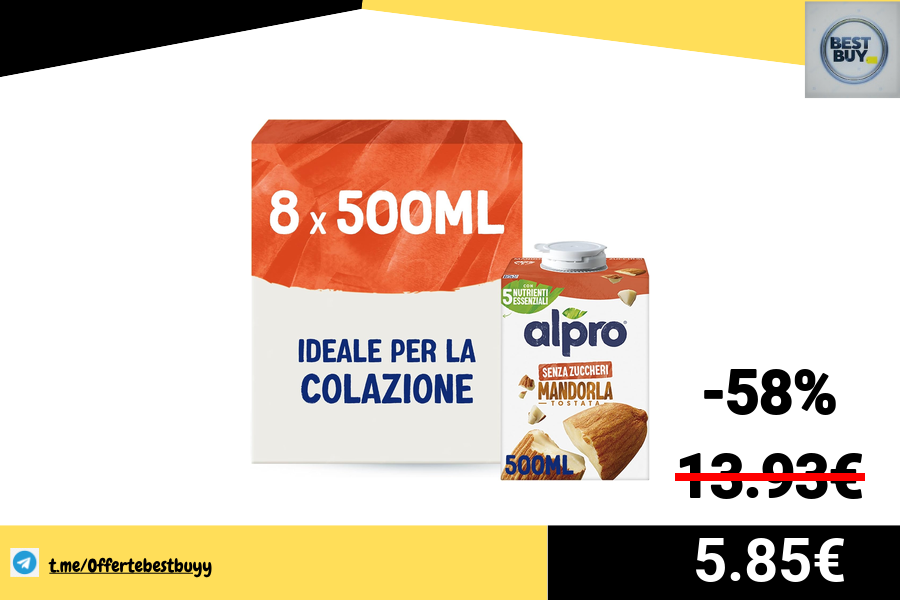 BEST
BUY
8 x 500ML
IDEALE PER LA
COLAZIONE
CON
5 NUTRIENTI
ESSENZIALI
alpro
SENZA ZUCCHERI
MANDORLA
TOSTATA
500ML
-58%
13.93€
5.85€
t.me/Offertebestbuyy